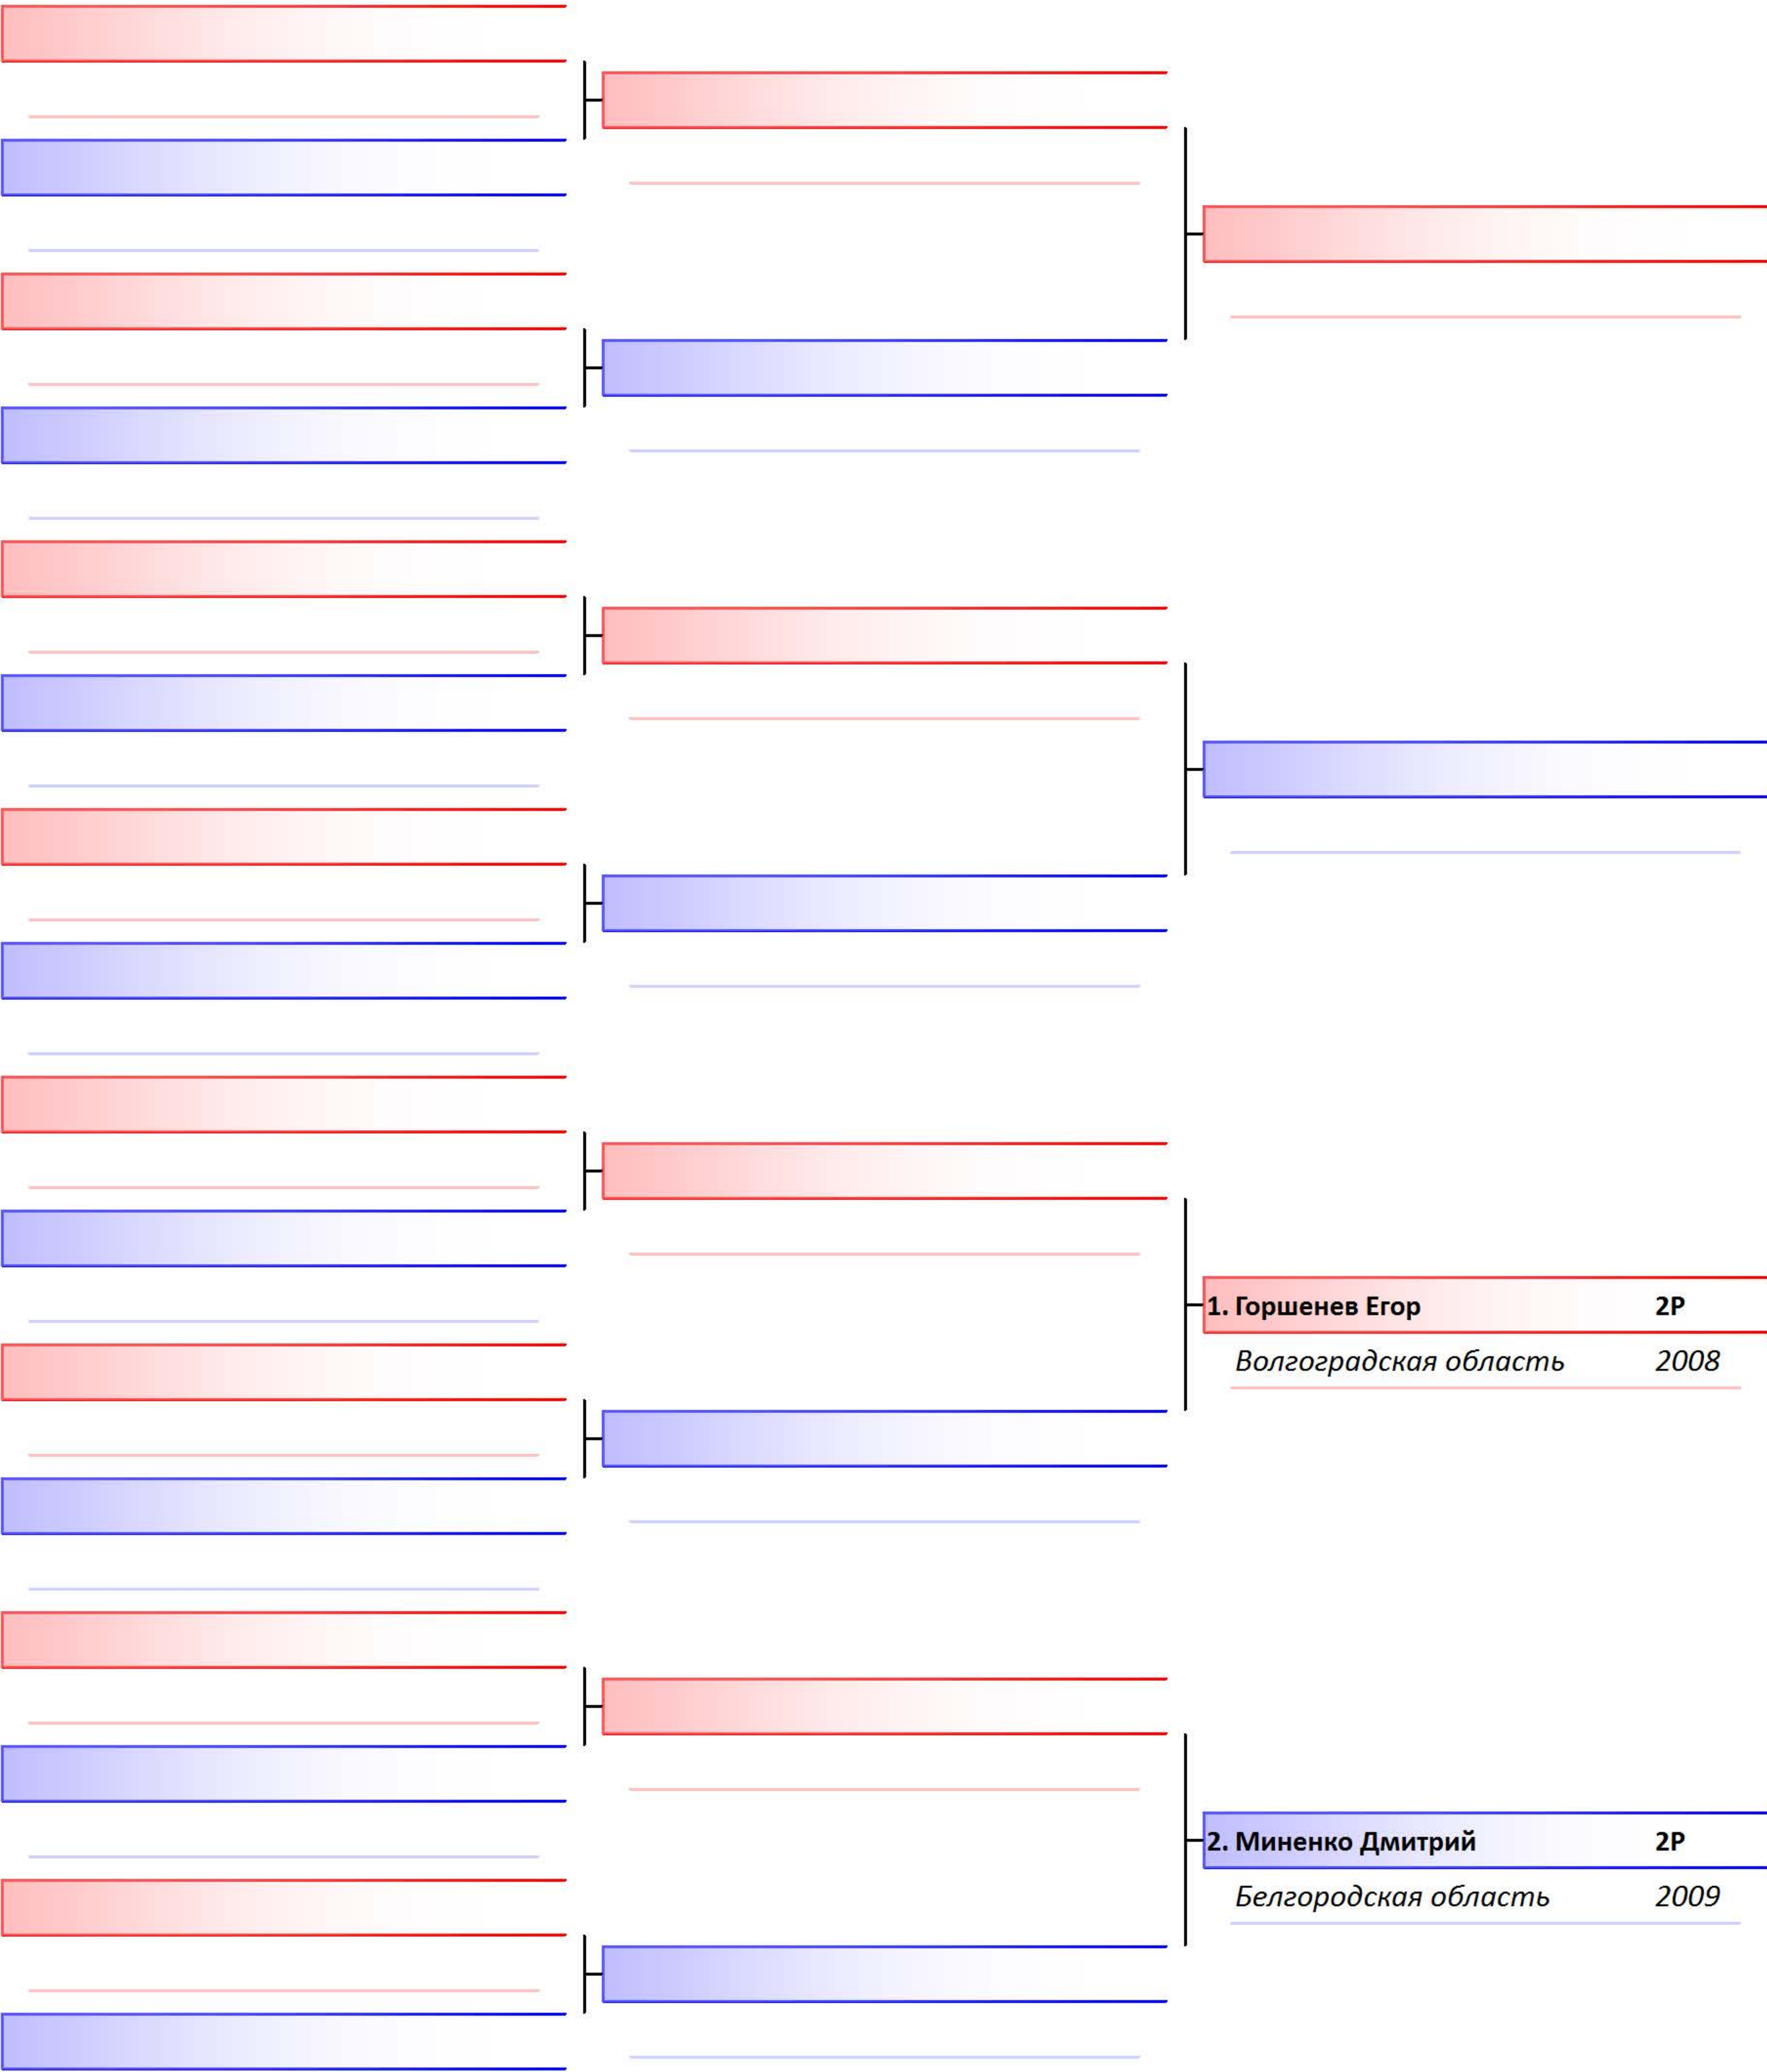 1. Горшенев Егор 2Р
Волгоградская область 2008
2. Миненко Дмитрий 2Р
Белгородская область 2009